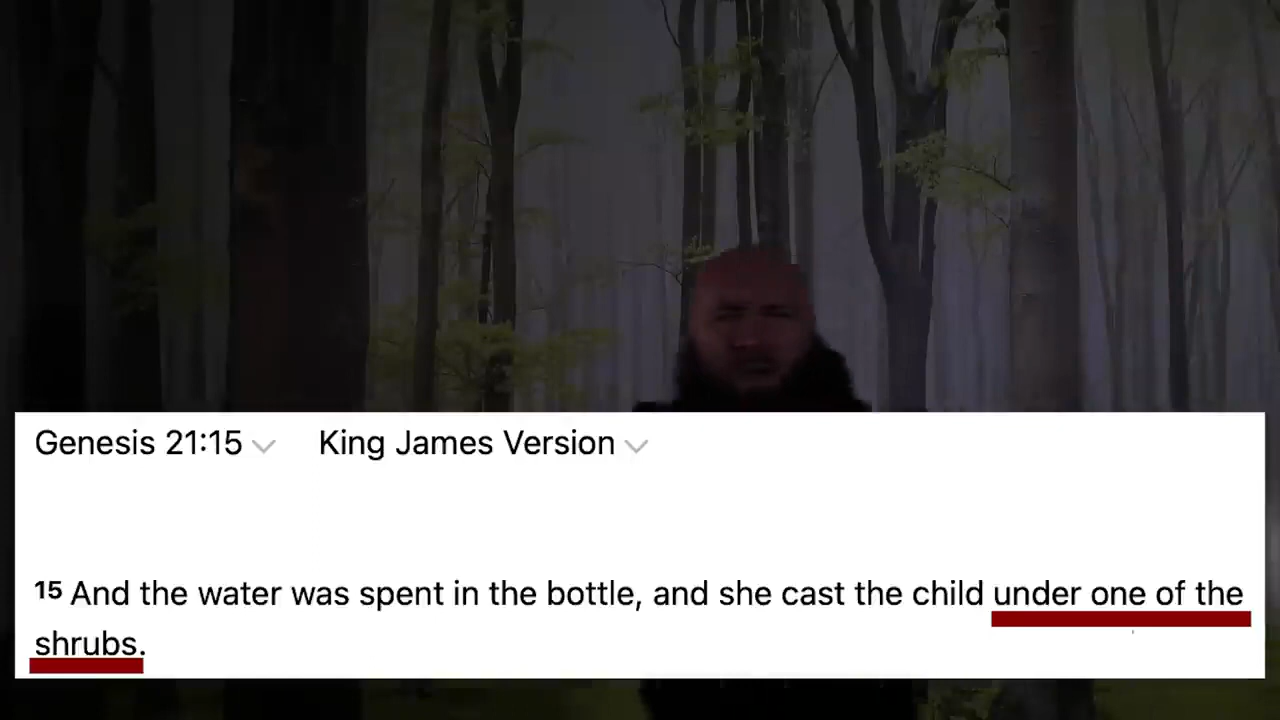 Genesis 21:15 King James Version
15 And the water was spent in the bottle, and she cast the child under one of the
shrubs.